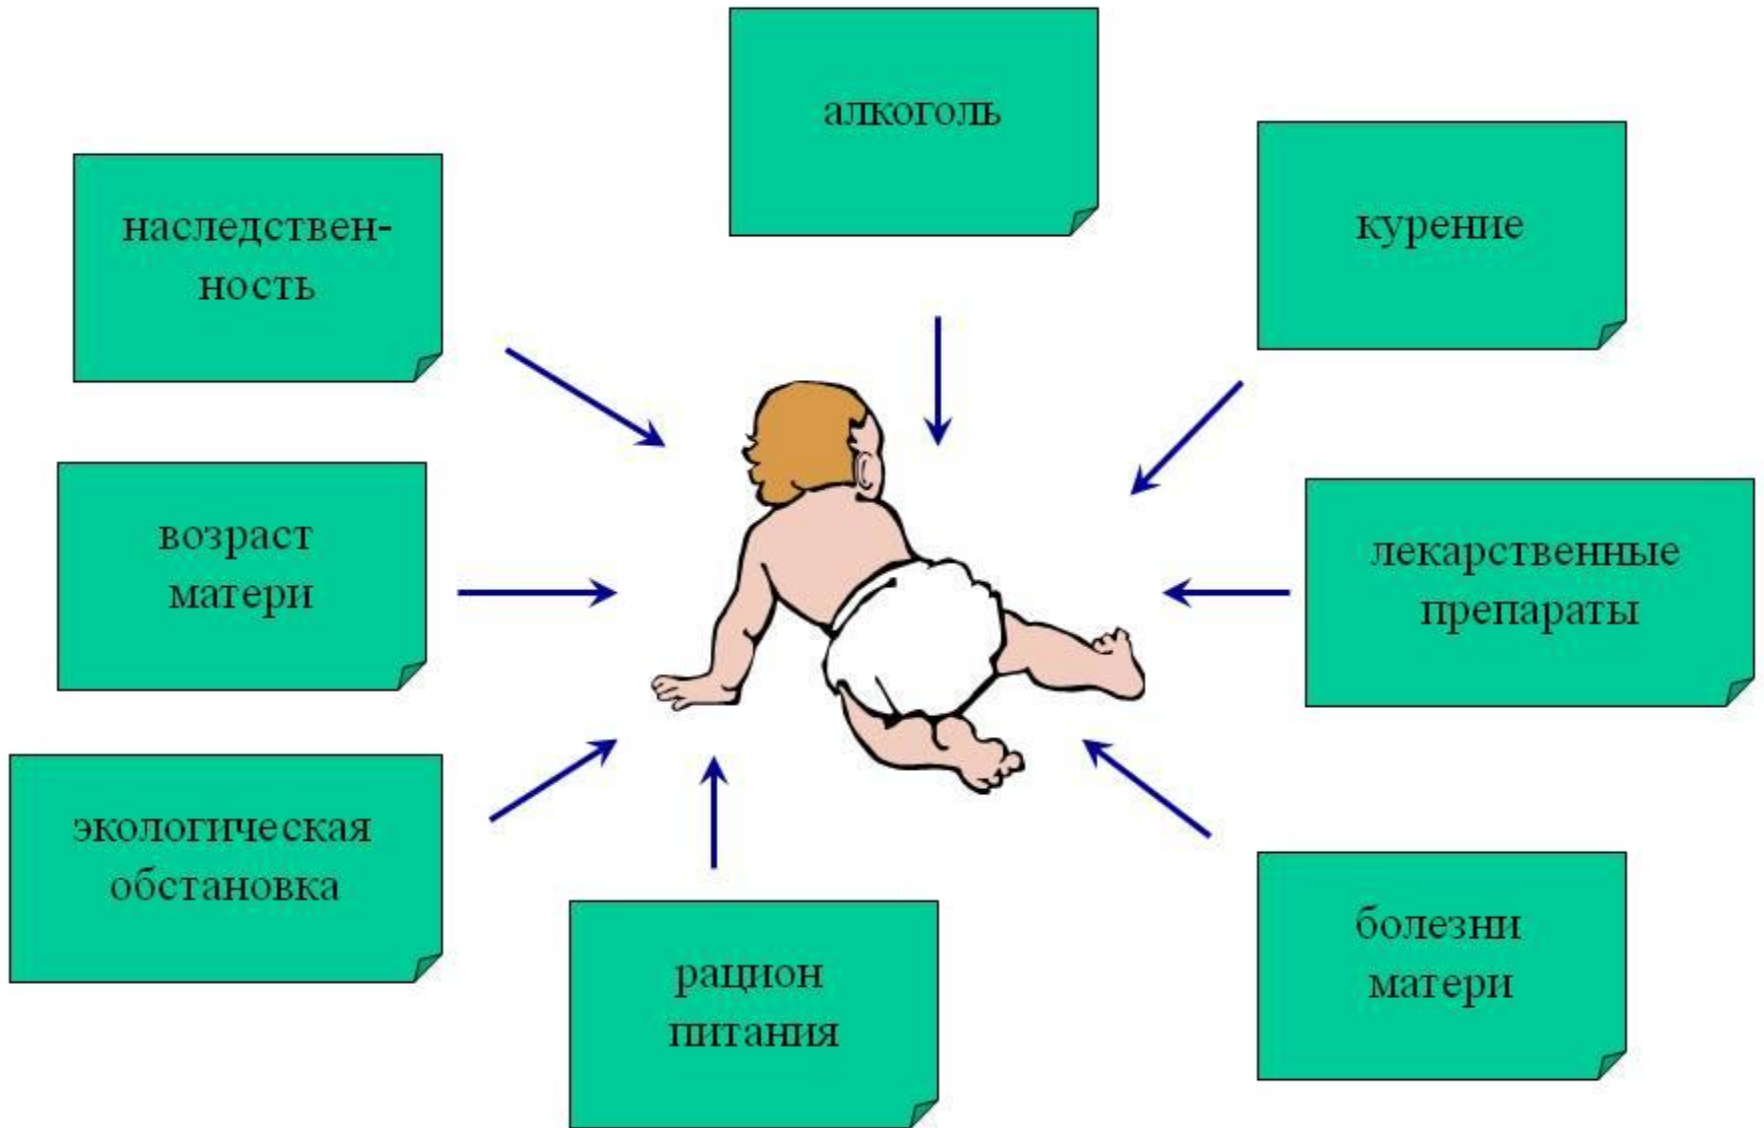 алкоголь
наследствен-
ность
курение
возраст
матери
лекарственные
препараты
экологическая
обстановка
рацион
питания
болезни
матери